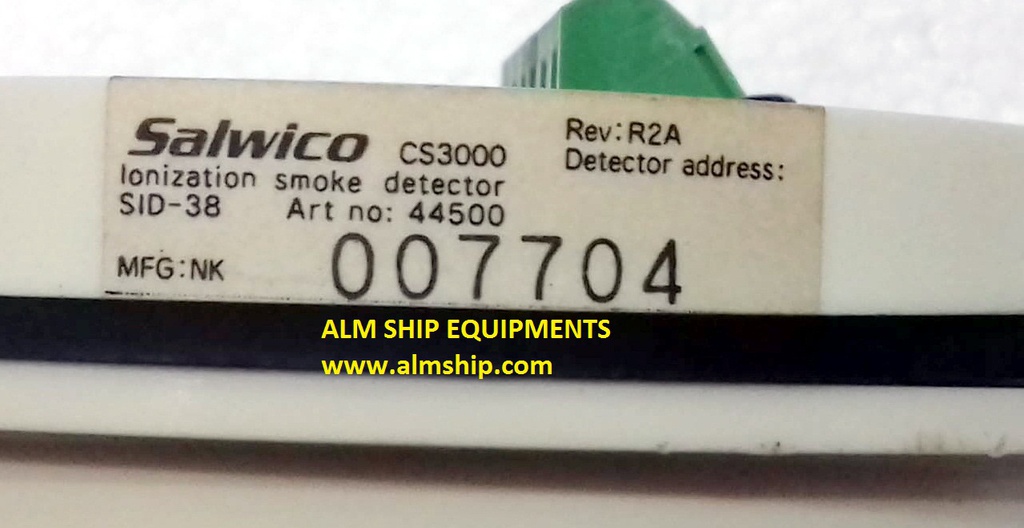 Salwico CS3000
Rev:R2A
Detector address:
Ionization smoke detector
SID-38 Art no: 44500
MFG:NK 007704
ALM SHIP EQUIPMENTS
www.almship.com